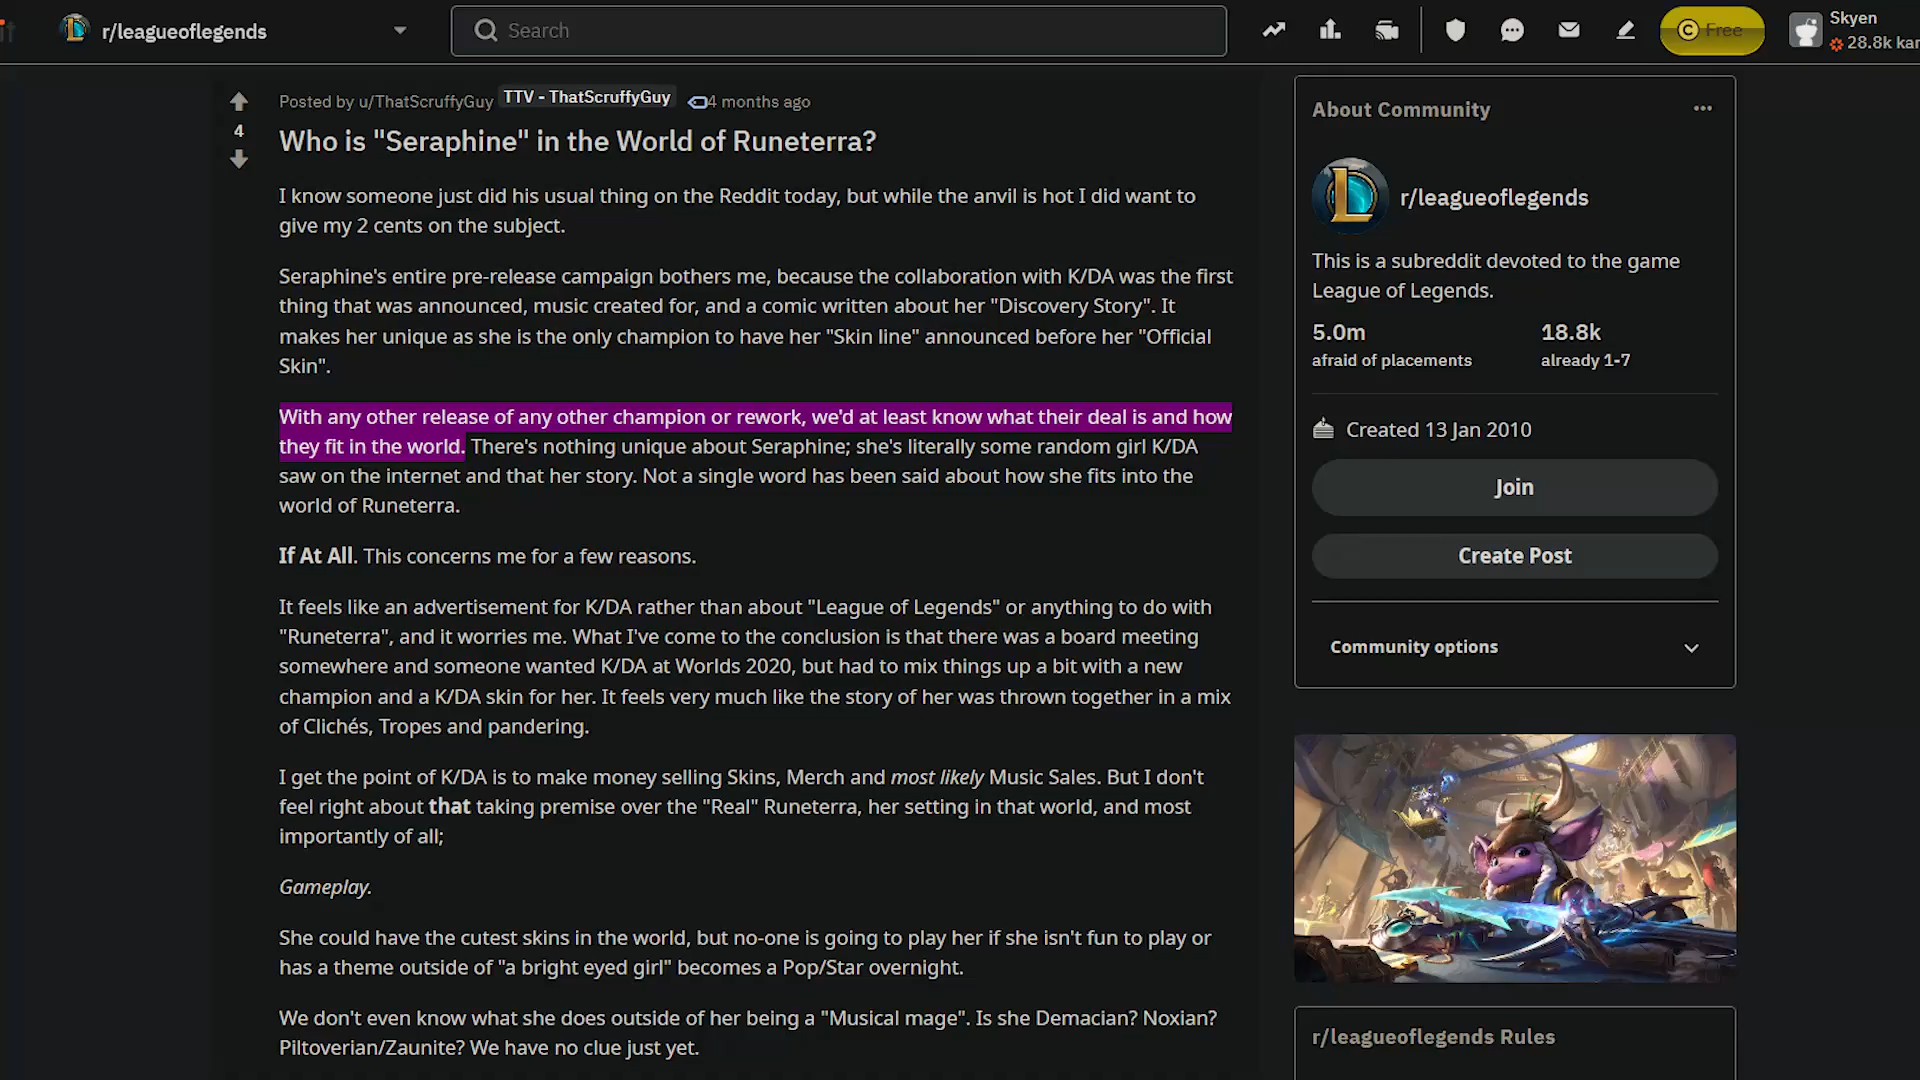 r/leagueoflegends
Search
Free
Skyen
28.8k kar
Posted by u/ThatScruffyGuy TTV - ThatScruffyGuy 4 months ago
4
Who is "Seraphine" in the World of Runeterra?
I know someone just did his usual thing on the Reddit today, but while the anvil is hot I did want to
give my 2 cents on the subject.
Seraphine's entire pre-release campaign bothers me, because the collaboration with K/DA was the first
thing that was announced, music created for, and a comic written about her "Discovery Story". It
makes her unique as she is the only champion to have her "Skin line" announced before her "Official
Skin".
With any other release of any other champion or rework, we'd at least know what their deal is and how
they fit in the world. There's nothing unique about Seraphine; she's literally some random girl K/DA
saw on the internet and that her story. Not a single word has been said about how she fits into the
world of Runeterra.
If At All. This concerns me for a few reasons.
It feels like an advertisement for K/DA rather than about "League of Legends" or anything to do with
"Runeterra", and it worries me. What I've come to the conclusion is that there was a board meeting
somewhere and someone wanted K/DA at Worlds 2020, but had to mix things up a bit with a new
champion and a K/DA skin for her. It feels very much like the story of her was thrown together in a mix
of Clichés, Tropes and pandering.
I get the point of K/DA is to make money selling Skins, Merch and most likely Music Sales. But I don't
feel right about that taking premise over the "Real" Runeterra, her setting in that world, and most
importantly of all;
Gameplay.
She could have the cutest skins in the world, but no-one is going to play her if she isn't fun to play or
has a theme outside of "a bright eyed girl" becomes a Pop/Star overnight.
We don't even know what she does outside of her being a "Musical mage". Is she Demacian? Noxian?
Piltoverian/Zaunite? We have no clue just yet.
About Community
r/leagueoflegends
This is a subreddit devoted to the game
League of Legends.
5.0m 18.8k
afraid of placements already 1-7
Created 13 Jan 2010
Join
Create Post
Community options
r/leagueoflegends Rules